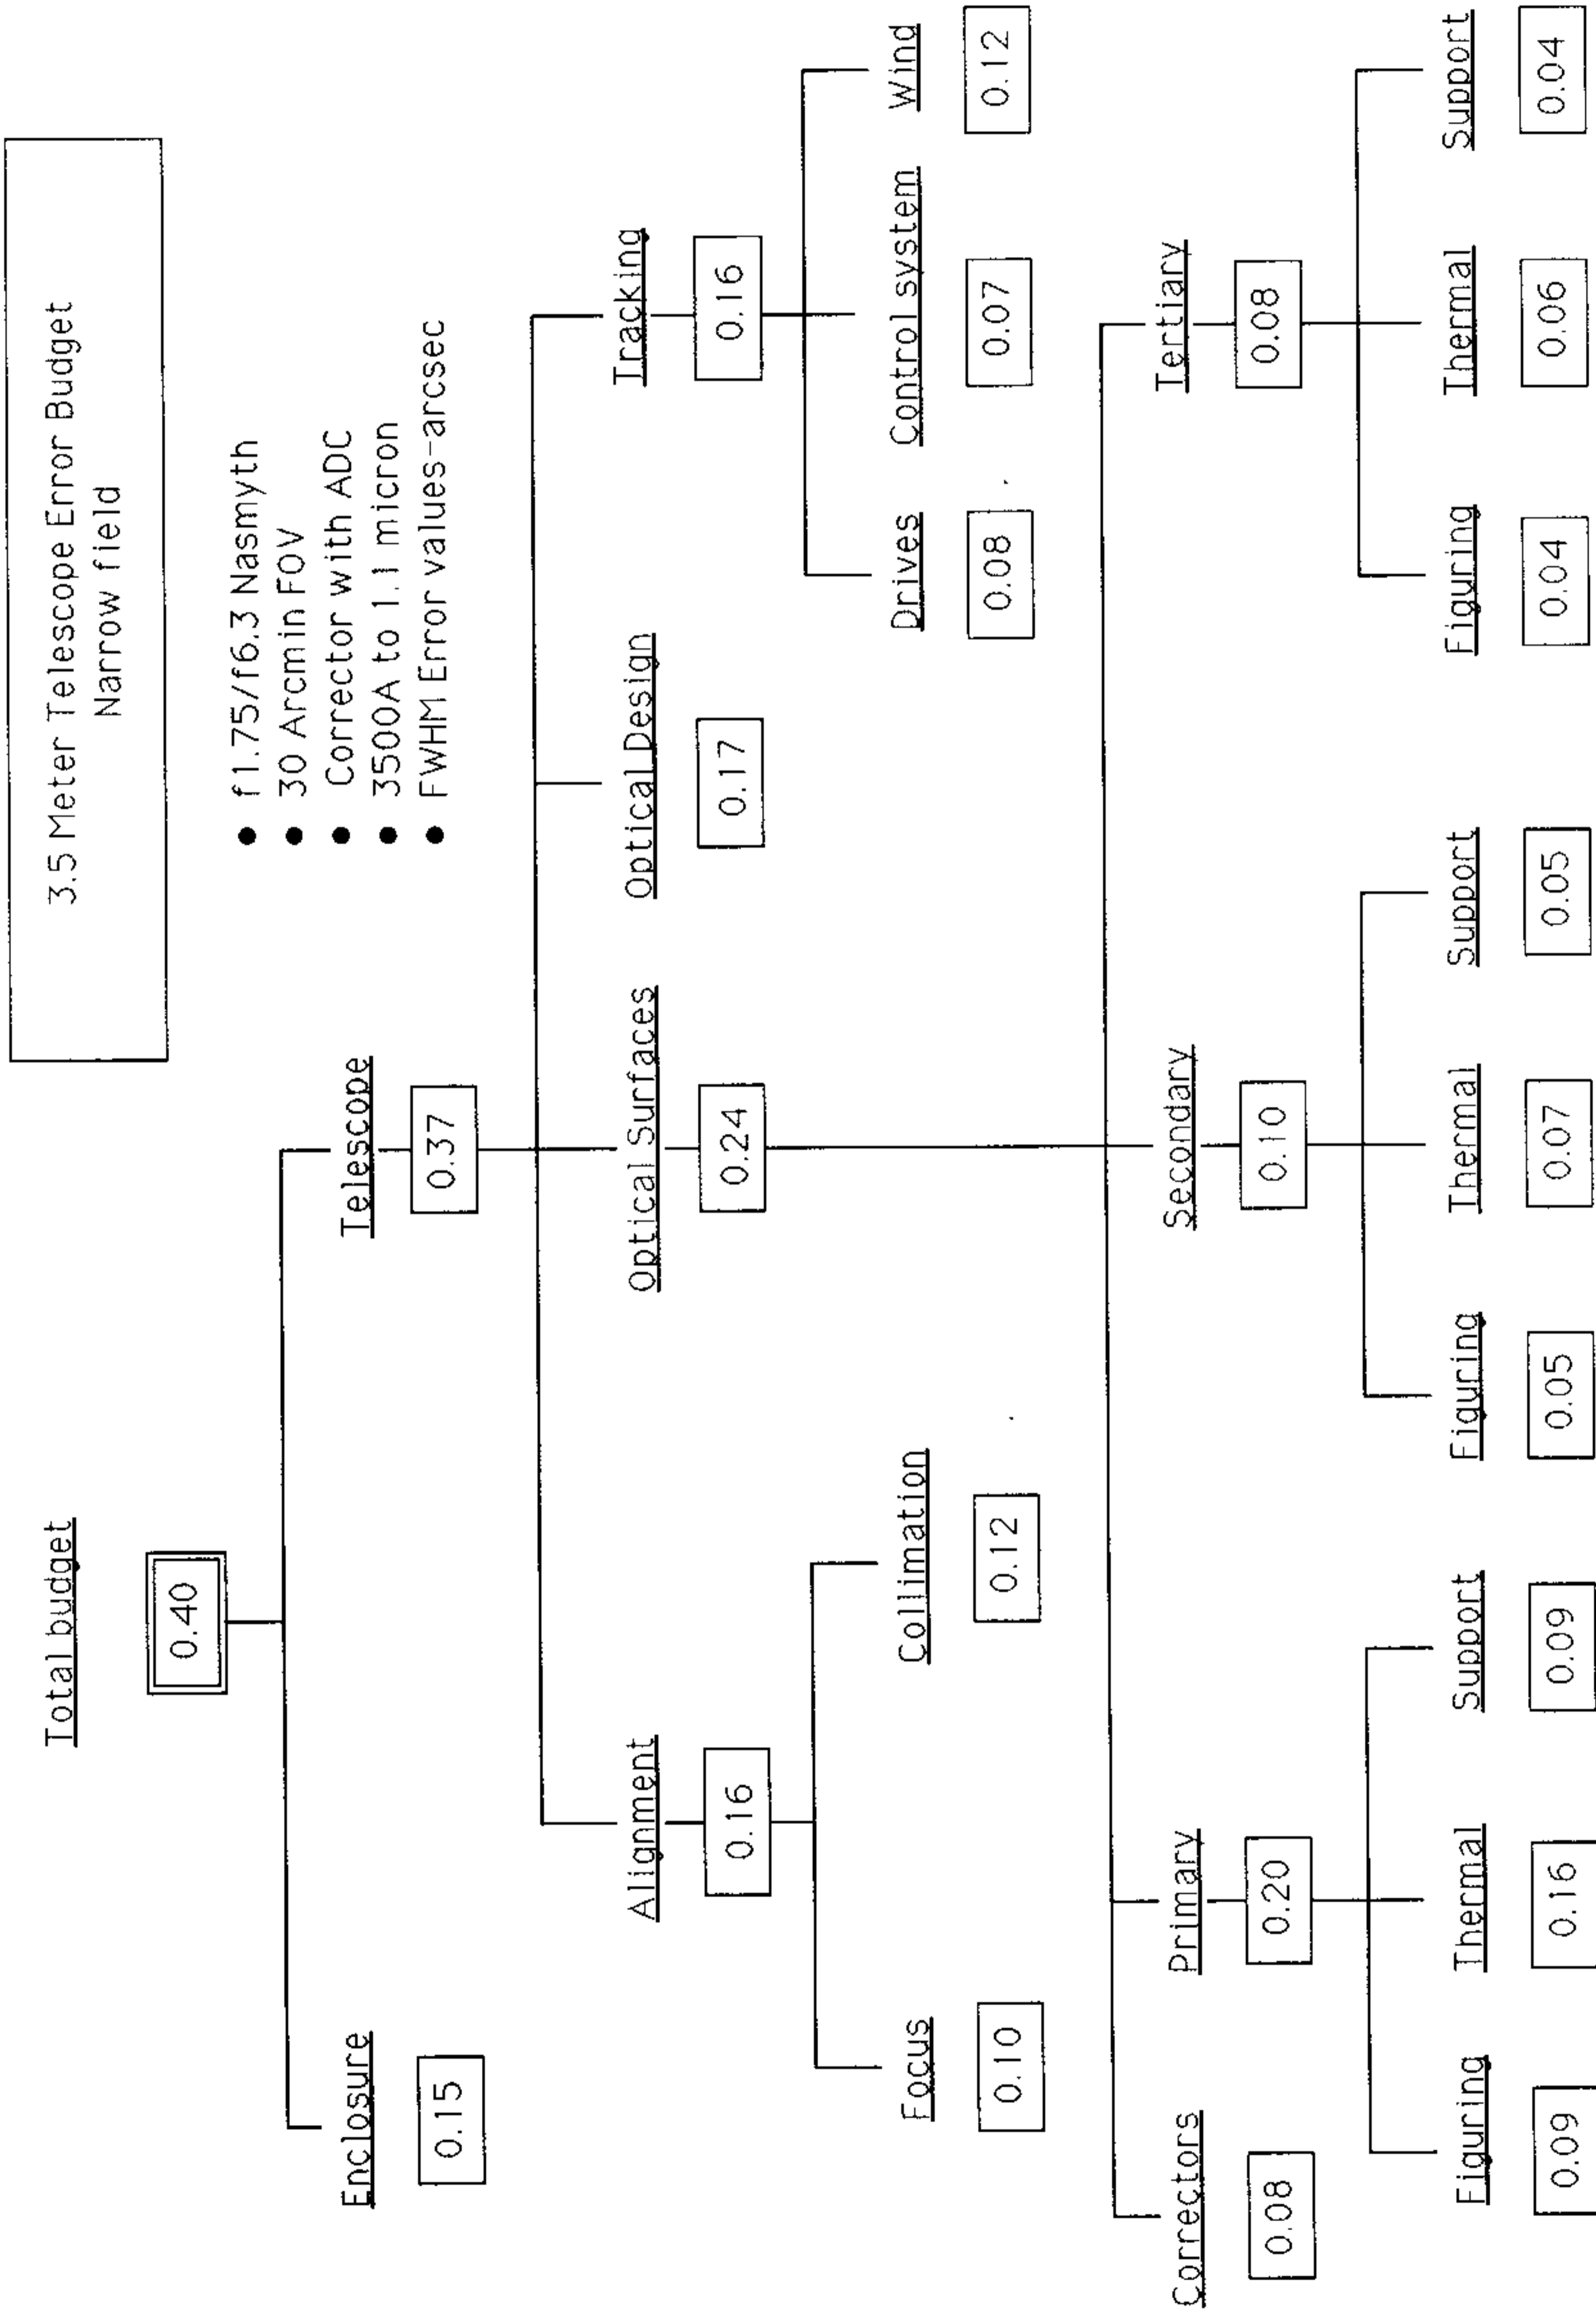 3.5 Meter Telescope Error Budget
Narrow field
• f1.75/f6.3 Nasmyth
• 30 Arcmin FOV
• Corrector with ADC
• 3500A to 1.1 micron
• FWHM Error values-arcsec
Total budget
0.40
Enclosure
0.15
Telescope
0.37
Alignment
0.16
Optical Surfaces
0.24
Optical Design
0.17
Tracking
0.16
Focus
0.10
Collimation
0.12
Drives
0.08
Control system
0.07
Wind
0.12
Correctors
0.08
Primary
0.20
Secondary
0.10
Tertiary
0.08
Figuring
0.09
Thermal
0.16
Support
0.09
Figuring
0.05
Thermal
0.07
Support
0.05
Figuring
0.04
Thermal
0.06
Support
0.04